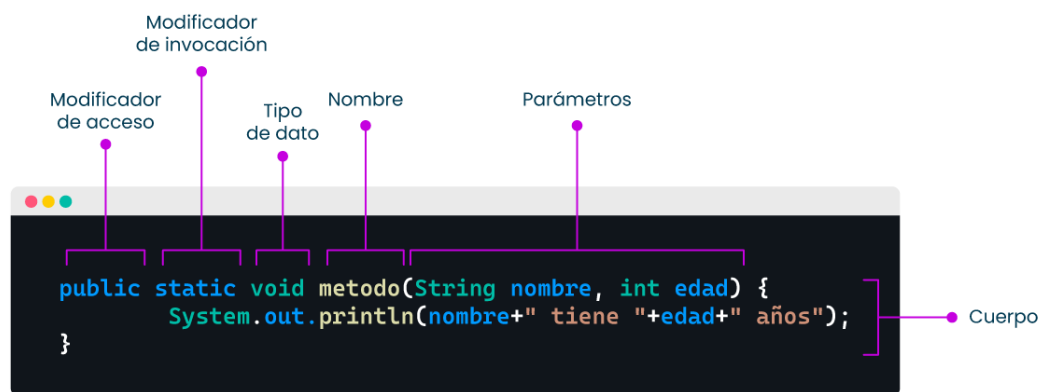 Modificador
de invocación
Modificador
de acceso
Tipo
de dato
Nombre
Parámetros
public static void metodo(String nombre, int edad) {
System.out.println(nombre+" tiene "+edad+" años");
}
Cuerpo